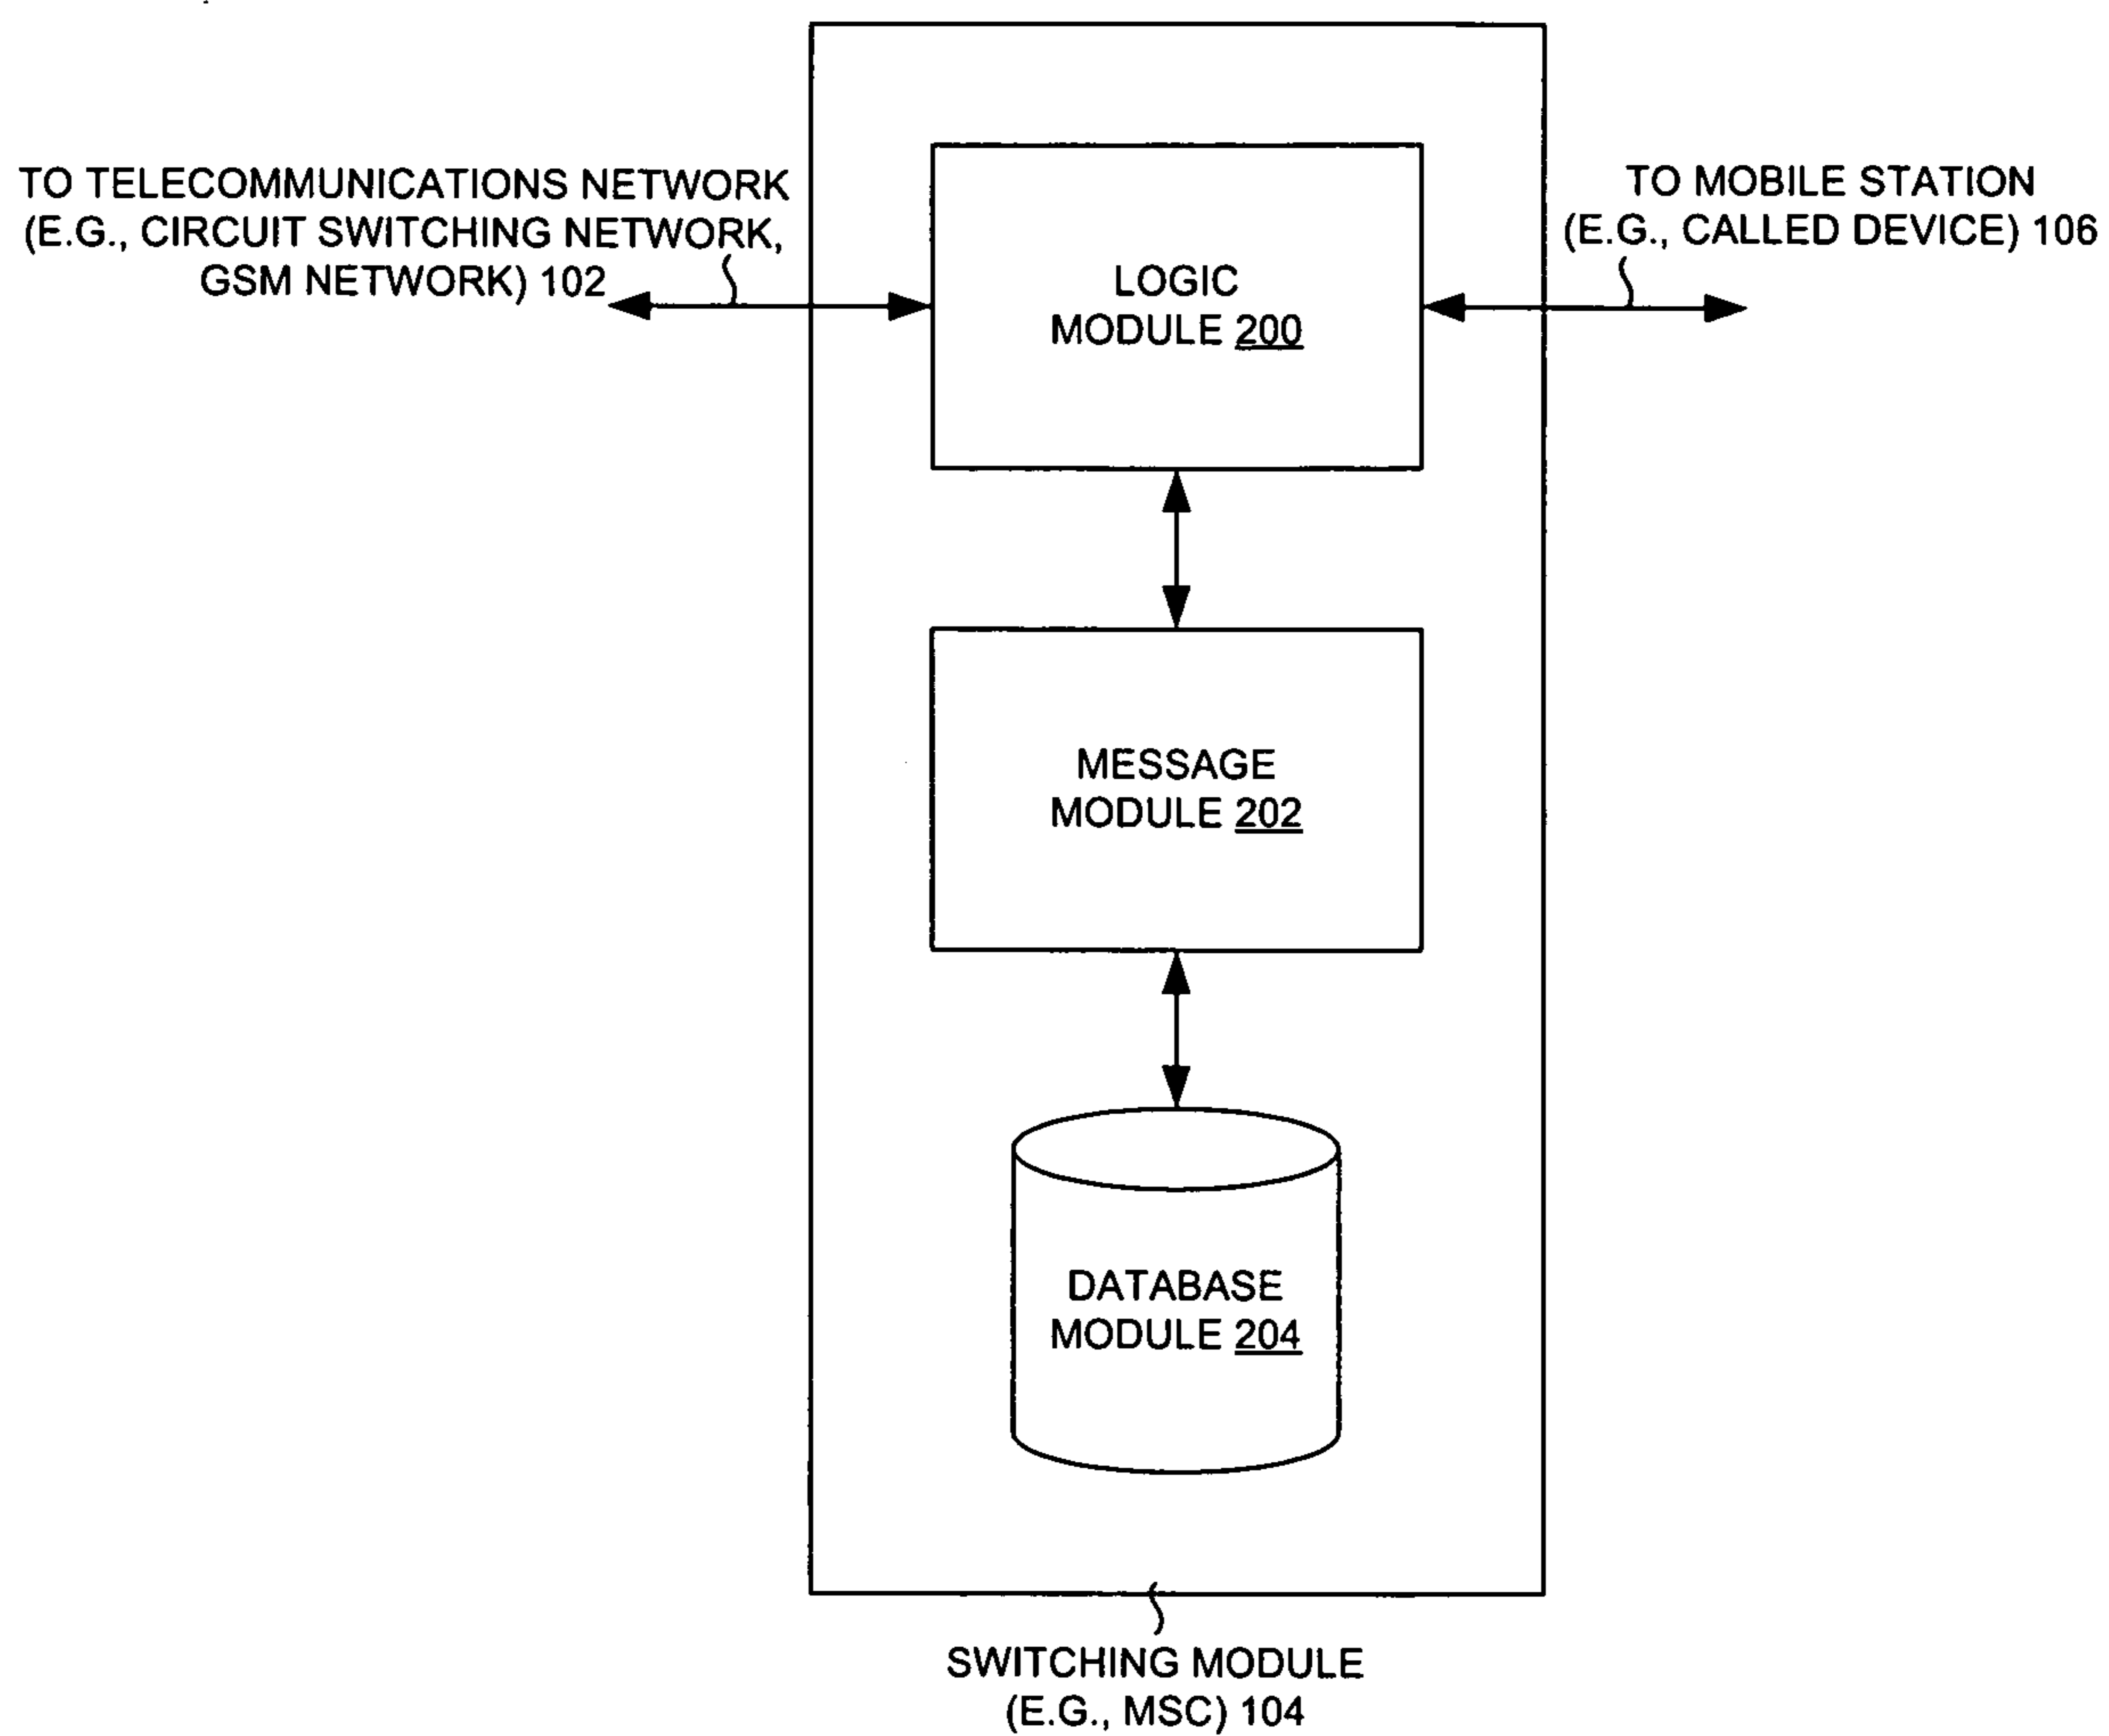 TO TELECOMMUNICATIONS NETWORK
(E.G., CIRCUIT SWITCHING NETWORK,
GSM NETWORK) 102
TO MOBILE STATION
(E.G., CALLED DEVICE) 106
LOGIC
MODULE 200
MESSAGE
MODULE 202
DATABASE
MODULE 204
SWITCHING MODULE
(E.G., MSC) 104